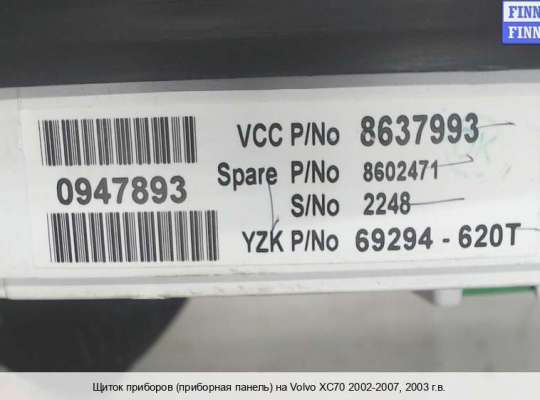 FINN
FINN
VCC P/No 8637993
Spare P/No 8602471
0947893
S/No 2248
YZK P/No 69294 - 620T
Щиток приборов (приборная панель) на Volvo XC70 2002-2007, 2003 г.в.